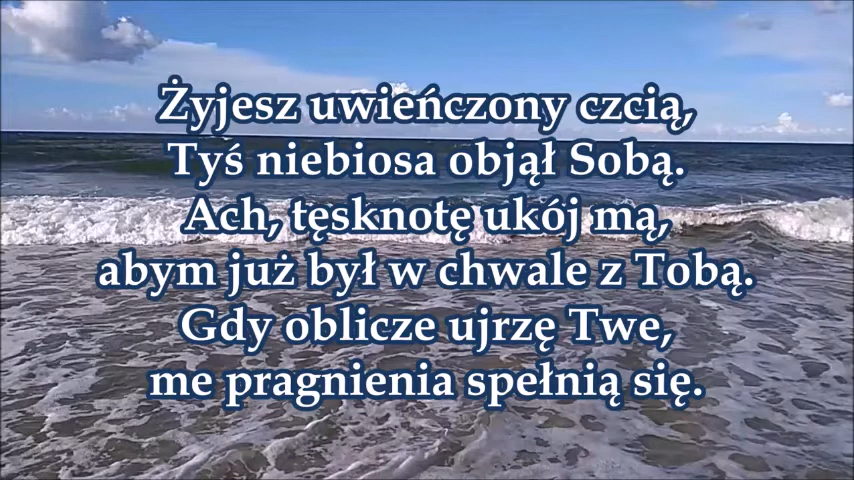 Żyjesz uwieńczony czcią,
Tyś niebiosa objął Sobą.
Ach, tęsknotę ukój mą,
abym już był w chwale z Tobą.
Gdy oblicze ujrzę Twe,
me pragnienia spełnią się.